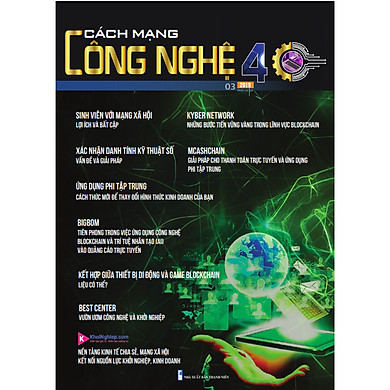 CÁCH MẠNG
CÔNG NGHỆ 4
03 2019
SINH VIÊN VỚI MẠNG XÃ HỘI
LỢI ÍCH VÀ BẤT CẬP
KYBER NETWORK
NHỮNG BƯỚC TIẾN VỮNG VÀNG TRONG LĨNH VỰC BLOCKCHAIN
XÁC NHẬN DANH TÍNH KỸ THUẬT SỐ
VẤN ĐỀ VÀ GIẢI PHÁP
MCASHCHAIN
GIẢI PHÁP CHO THANH TOÁN TRỰC TUYẾN VÀ ỨNG DỤNG
PHI TẬP TRUNG
ỨNG DỤNG PHI TẬP TRUNG
CÁCH THỨC MỚI ĐỂ THAY ĐỔI HÌNH THỨC KINH DOANH CỦA BẠN
BIGBOM
TIÊN PHONG TRONG VIỆC ỨNG DỤNG CÔNG NGHỆ
BLOCKCHAIN VÀ TRÍ TUỆ NHÂN TẠO (AI)
VÀO QUẢNG CÁO TRỰC TUYẾN
KẾT HỢP GIỮA THIẾT BỊ DI ĐỘNG VÀ GAME BLOCKCHAIN
LIỆU CÓ THỂ?
BEST CENTER
VƯỜN ƯƠM CÔNG NGHỆ VÀ KHỞI NGHIỆP
K KhoiNghiep.com
NỀN TẢNG KINH TẾ CHIA SẺ, MẠNG XÃ HỘI
KẾT NỐI NGUỒN LỰC KHỞI NGHIỆP, KINH DOANH
NHÀ XUẤT BẢN THANH NIÊN